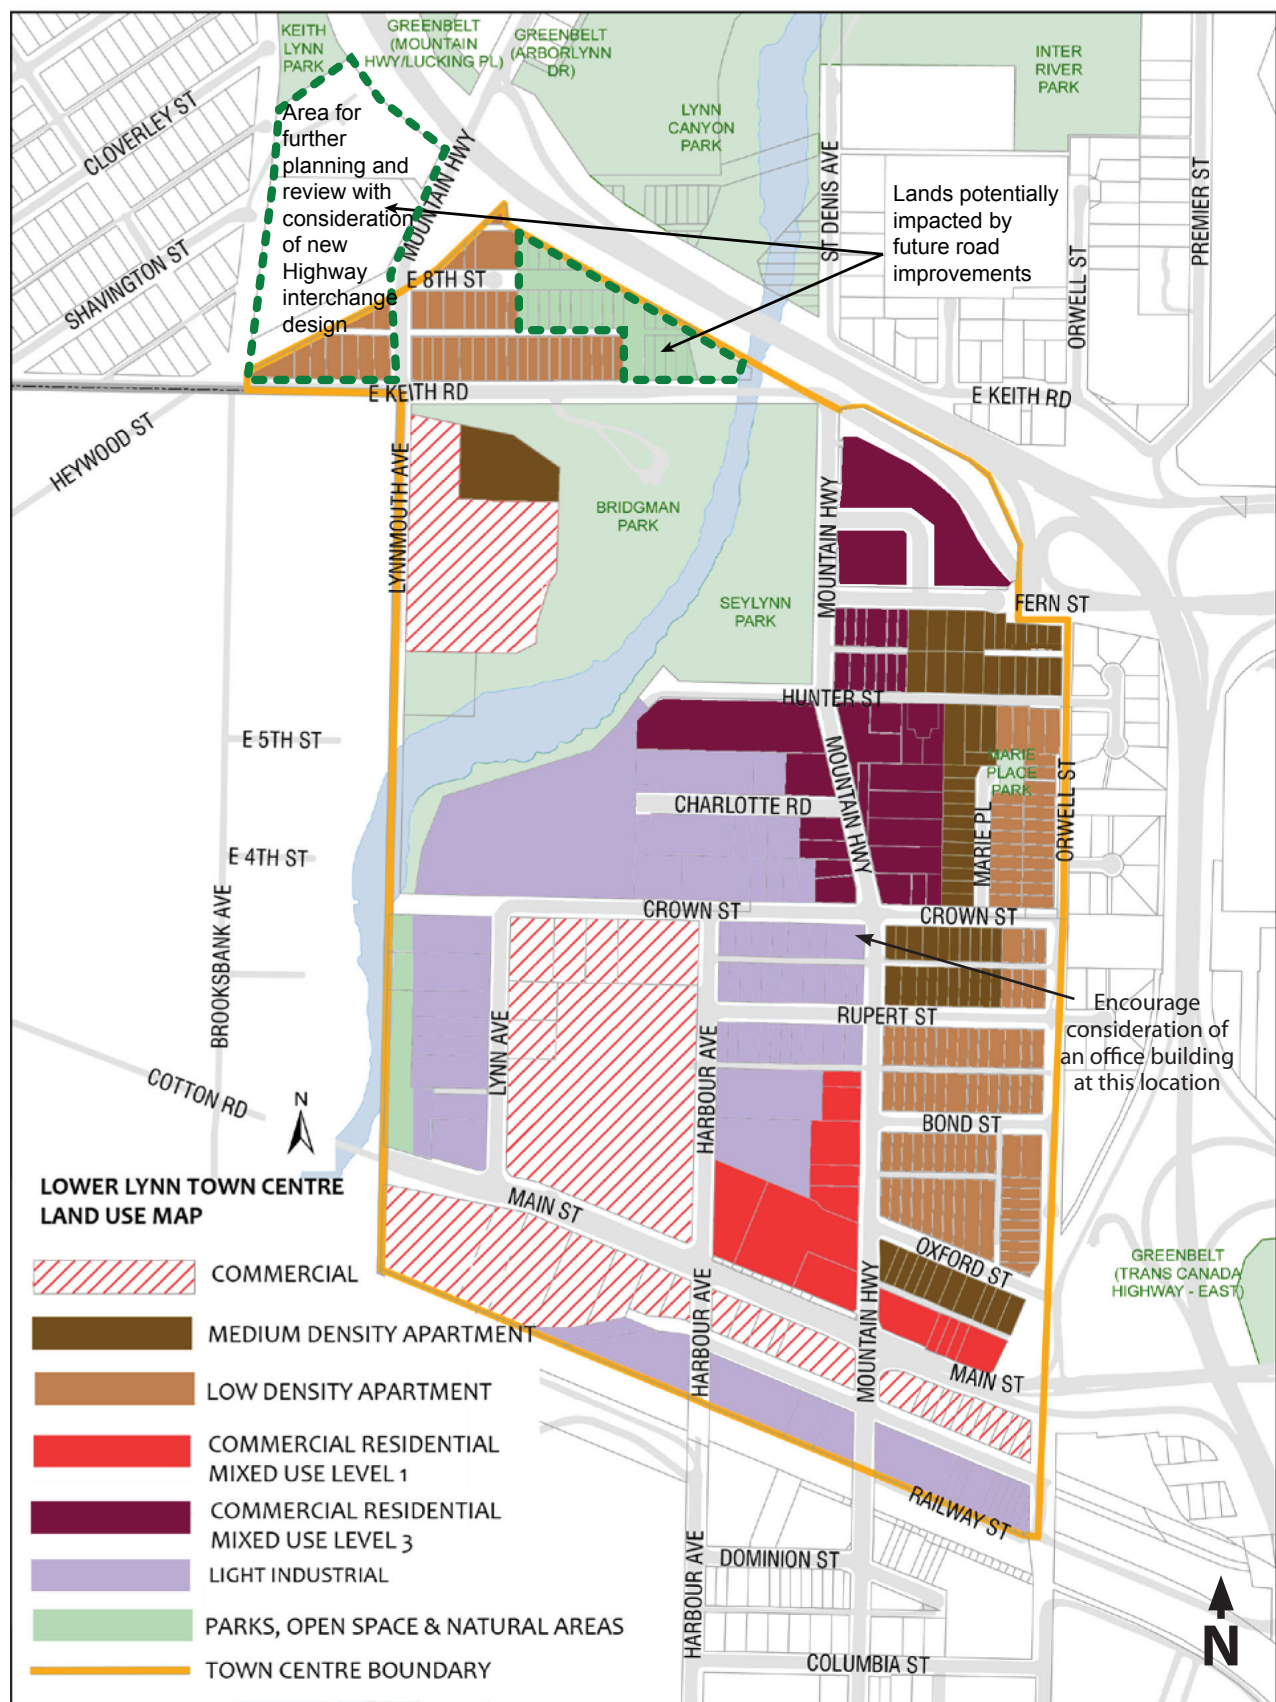 KEITH
LYNN
PARK
GREENBELT
(MOUNTAIN
HWY/LUCKING PL)
GREENBELT
(ARBORLYNN
DR)
INTER
RIVER
PARK
LYNN
CANYON
PARK
CLOVERLEY ST
Area for
further
planning and
review with
consideration
of new
Highway
interchange
design
MOUNTAIN HWY
ST DENIS AVE
Lands potentially
impacted by
future road
improvements
PREMIER ST
ORWELL ST
SHAVINGTON ST
E 8TH ST
E KEITH RD
E KEITH RD
HEYWOOD ST
LYNNMOUTH AVE
BRIDGMAN
PARK
MOUNTAIN HWY
SEYLYNN
PARK
FERN ST
HUNTER ST
E 5TH ST
MOUNTAIN HWY
MARIE
PLACE
PARK
CHARLOTTE RD
MARIE PL
ORWELL ST
E 4TH ST
BROOKSBANK AVE
CROWN ST
CROWN ST
RUPERT ST
Encourage
consideration of
an office building
at this location
LYNN AVE
HARBOUR AVE
COTTON RD
N
BOND ST
LOWER LYNN TOWN CENTRE
LAND USE MAP
MAIN ST
OXFORD ST
GREENBELT
(TRANS CANADA
HIGHWAY - EAST)
COMMERCIAL
HARBOUR AVE
MOUNTAIN HWY
MEDIUM DENSITY APARTMENT
MAIN ST
LOW DENSITY APARTMENT
COMMERCIAL RESIDENTIAL
MIXED USE LEVEL 1
COMMERCIAL RESIDENTIAL
MIXED USE LEVEL 3
RAILWAY ST
LIGHT INDUSTRIAL
HARBOUR AVE
DOMINION ST
PARKS, OPEN SPACE & NATURAL AREAS
TOWN CENTRE BOUNDARY
COLUMBIA ST
N